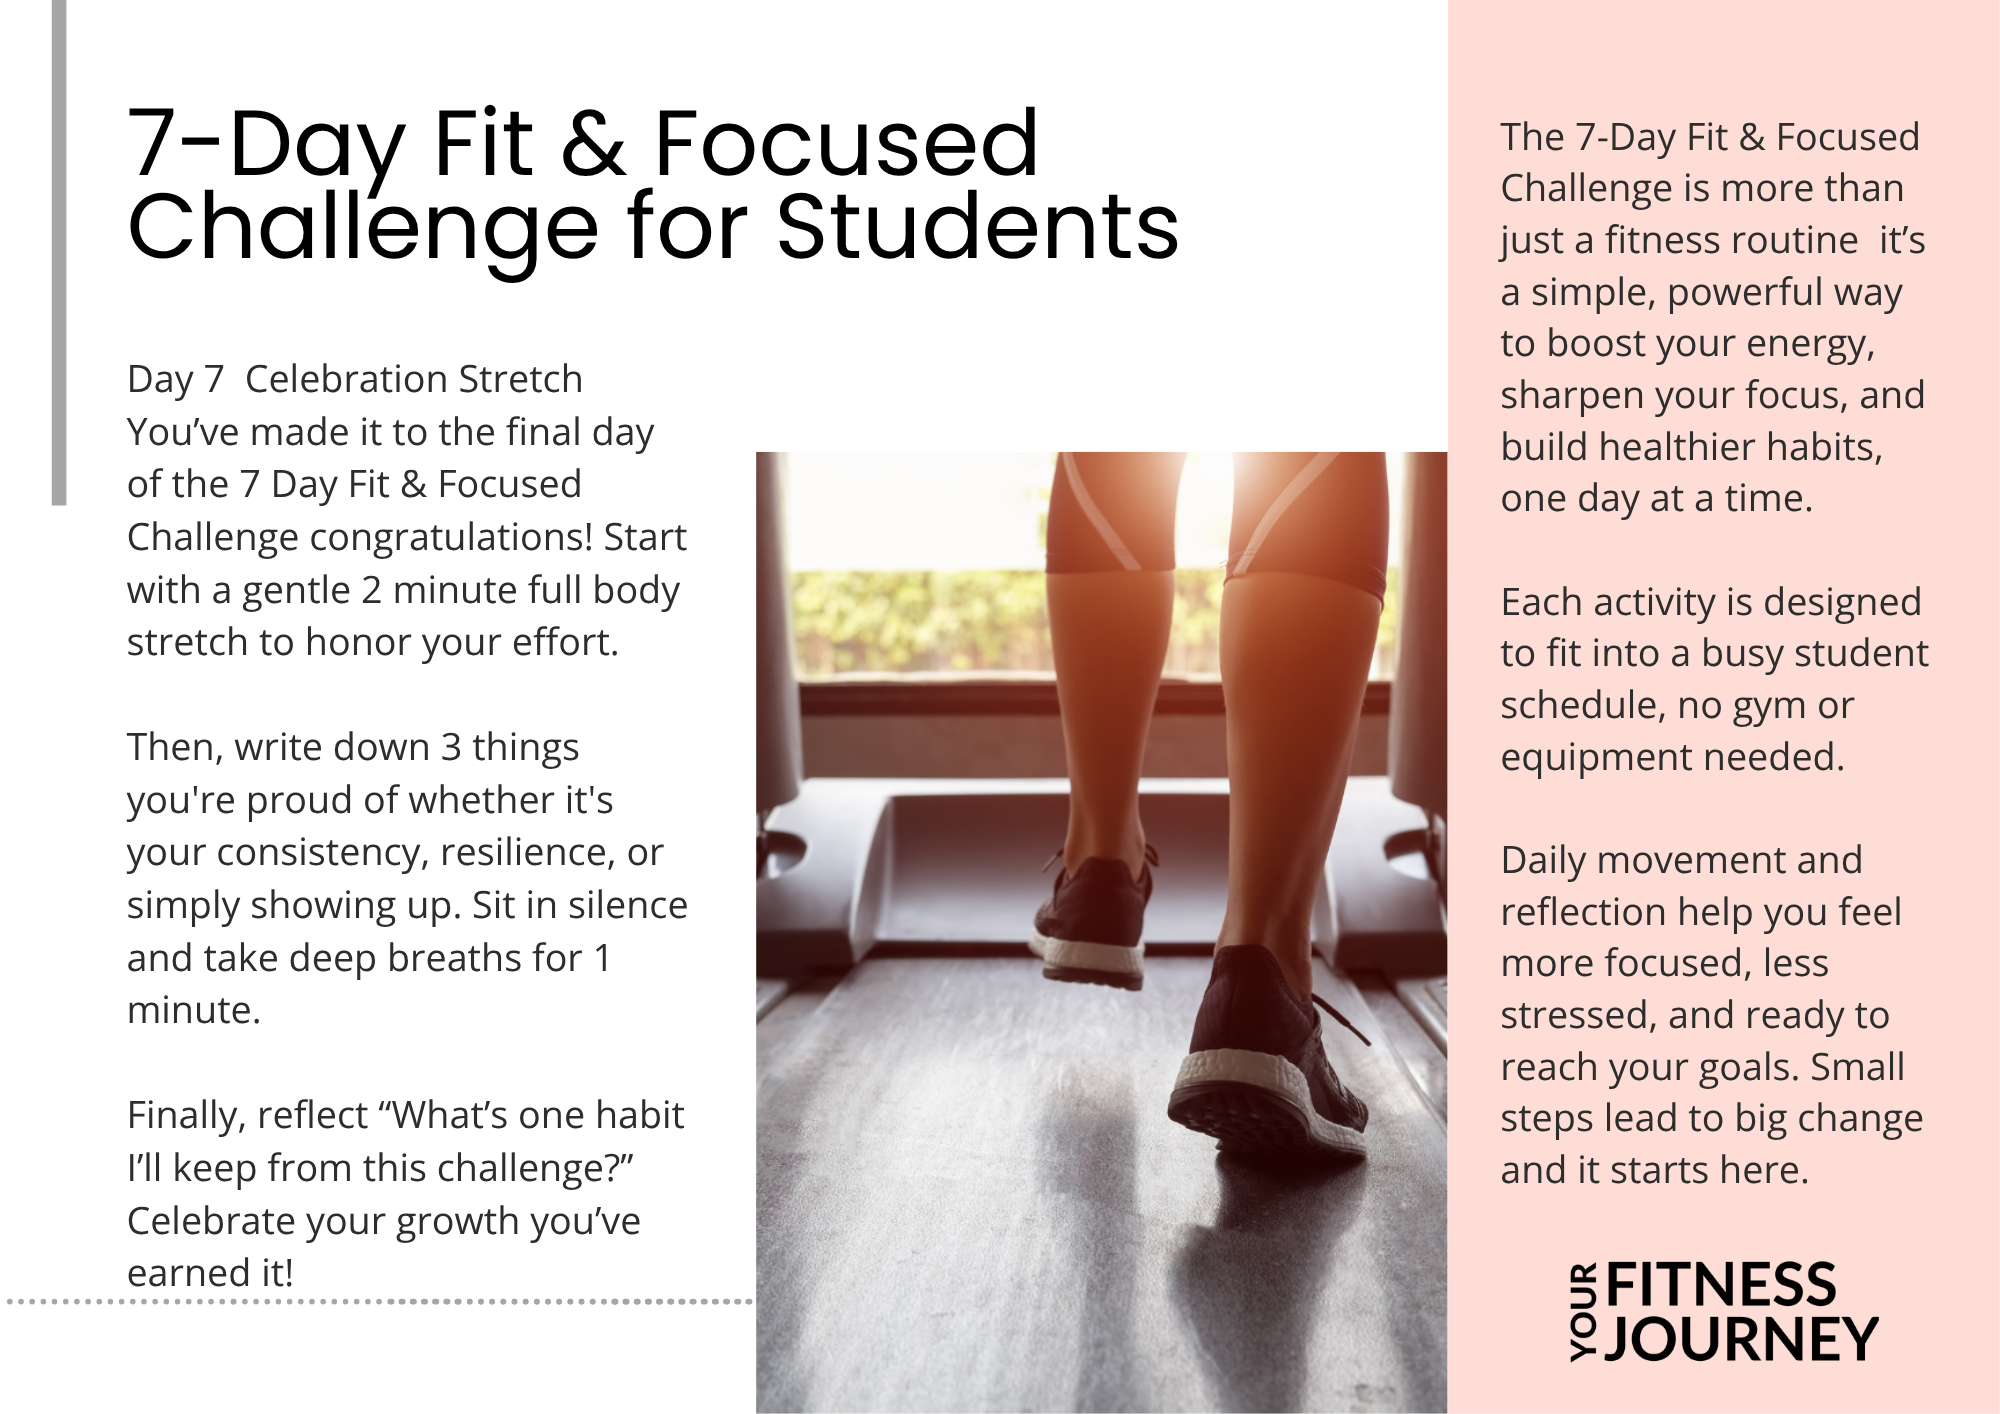 7-Day Fit & Focused
Challenge for Students
Day 7  Celebration Stretch
You’ve made it to the final day
of the 7 Day Fit & Focused
Challenge congratulations! Start
with a gentle 2 minute full body
stretch to honor your effort.
Then, write down 3 things
you're proud of whether it's
your consistency, resilience, or
simply showing up. Sit in silence
and take deep breaths for 1
minute.
Finally, reflect “What’s one habit
I’ll keep from this challenge?”
Celebrate your growth you’ve
earned it!
The 7-Day Fit & Focused
Challenge is more than
just a fitness routine  it’s
a simple, powerful way
to boost your energy,
sharpen your focus, and
build healthier habits,
one day at a time.
Each activity is designed
to fit into a busy student
schedule, no gym or
equipment needed.
Daily movement and
reflection help you feel
more focused, less
stressed, and ready to
reach your goals. Small
steps lead to big change
and it starts here.
YOUR
FITNESS
JOURNEY